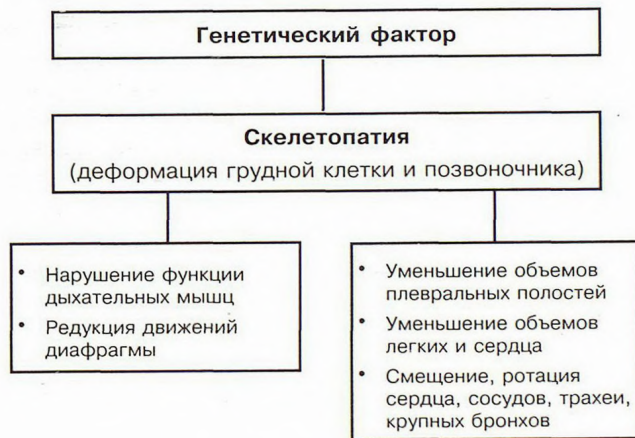 Генетический фактор
Скелетопатия
(деформация грудной клетки и позвоночника)
• Нарушение функции
дыхательных мышц
• Редукция движений
диафрагмы
• Уменьшение объемов
плевральных полостей
• Уменьшение объемов
легких и сердца
• Смещение, ротация
сердца, сосудов, трахеи,
крупных бронхов